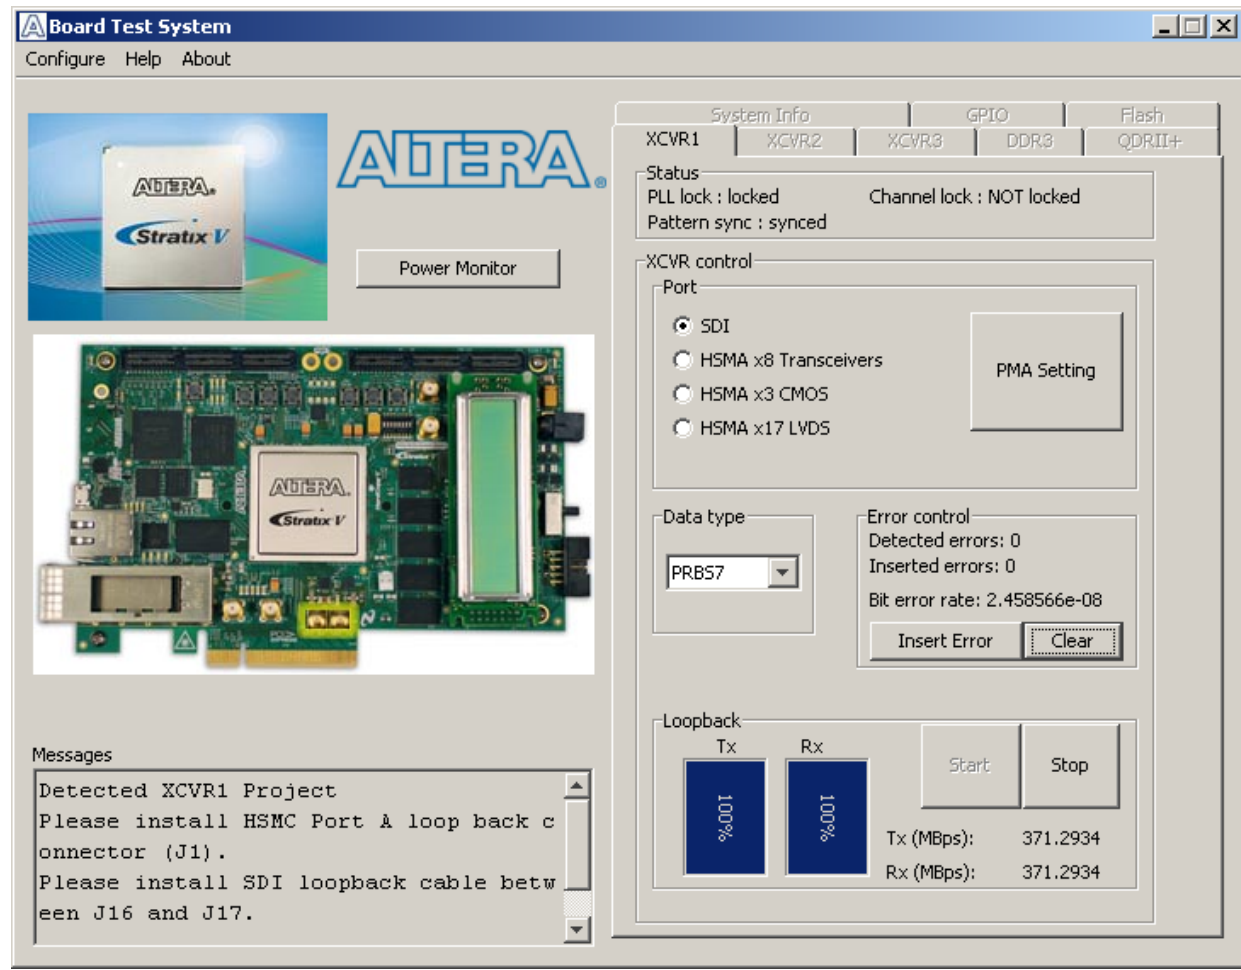 Board Test System
Configure Help About
ALTERA.
Stratix V
ALTERA®
Power Monitor
ALTERA.
Stratix V
Messages
Detected XCVR1 Project
Please install HSMC Port A loop back c
onnector (J1).
Please install SDI loopback cable betw
een J16 and J17.
System Info GPIO Flash
XCVR1 XCVR2 XCVR3 DDR3 QDRII+
Status
PLL lock : locked Channel lock : NOT locked
Pattern sync : synced
XCVR control
Port
SDI
HSMA x8 Transceivers
HSMA x3 CMOS
HSMA x17 LVDS
PMA Setting
Data type
PRBS7
Error control
Detected errors: 0
Inserted errors: 0
Bit error rate: 2.458566e-08
Insert Error Clear
Loopback
Tx Rx
100% 100%
Start Stop
Tx (MBps): 371.2934
Rx (MBps): 371.2934